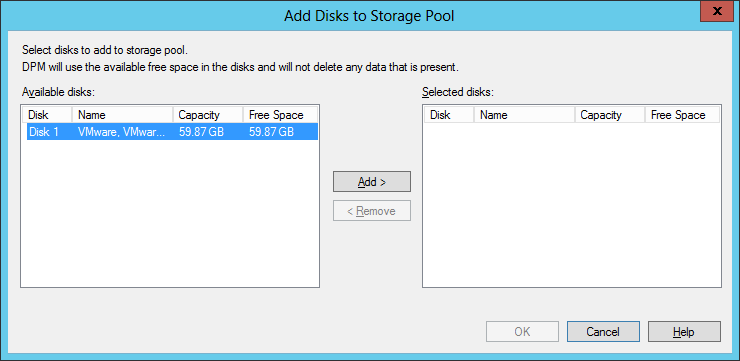 Add Disks to Storage Pool
x
Select disks to add to storage pool.
DPM will use the available free space in the disks and will not delete any data that is present.
Available disks:
Disk Name Capacity Free Space
Disk 1 VMware, VMwar... 59.87 GB 59.87 GB
Add >
< Remove
Selected disks:
Disk Name Capacity Free Space
OK Cancel Help